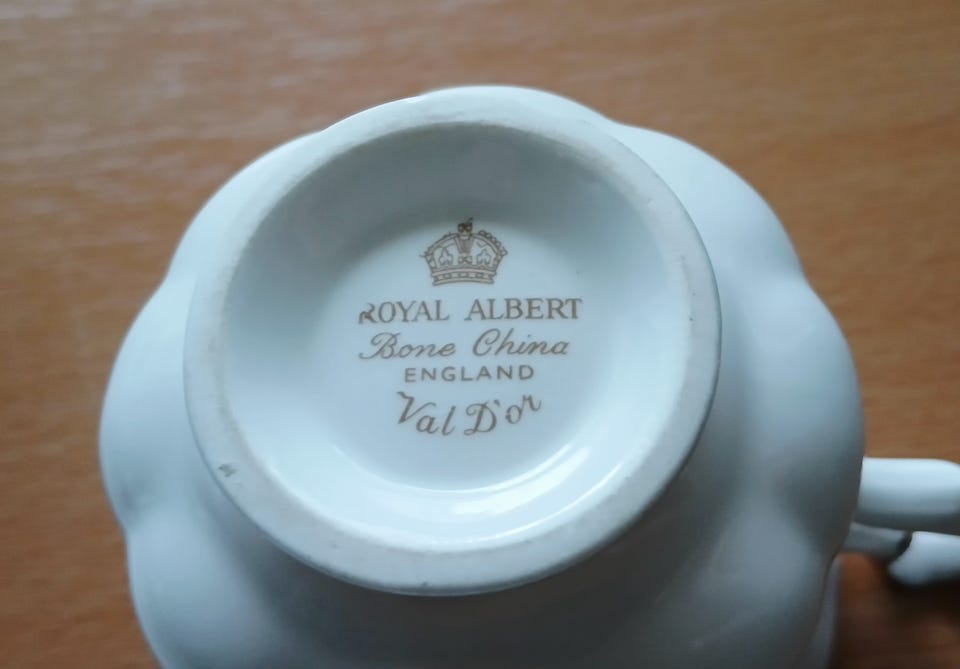 ROYAL ALBERT
Bone China
ENGLAND
Val D'or